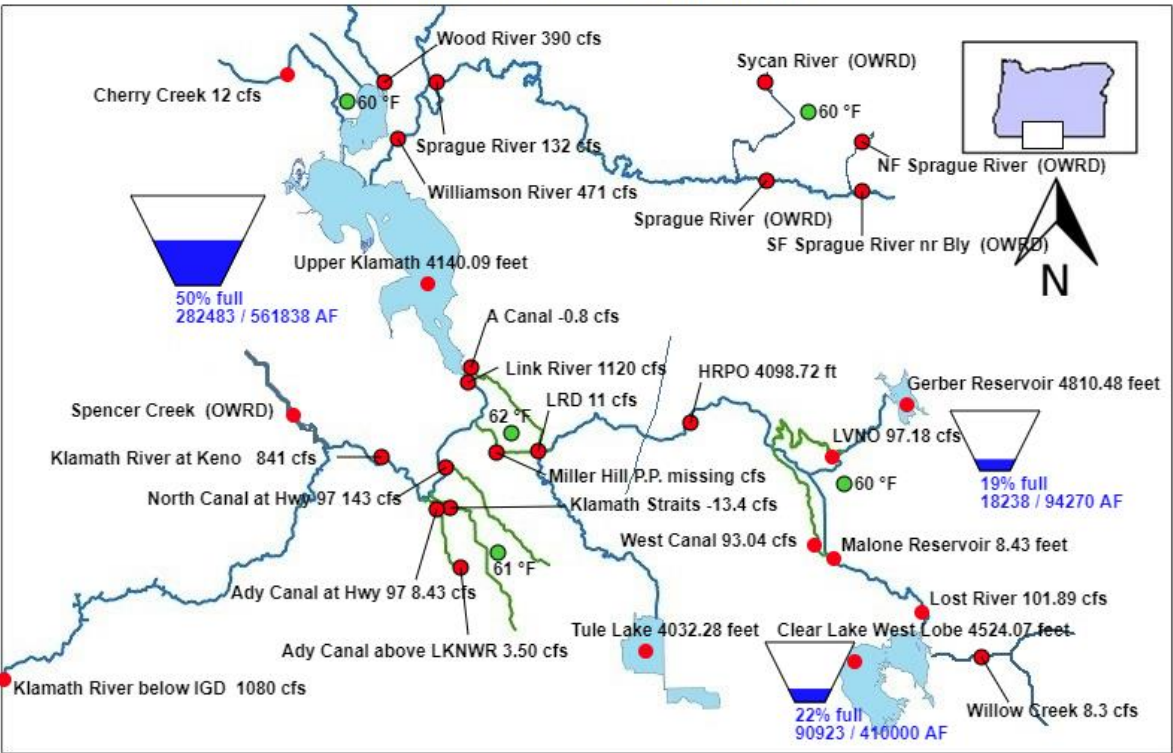 Wood River 390 cfs
Sycan River (OWRD)
Cherry Creek 12 cfs
60 °F
60 °F
Sprague River 132 cfs
NF Sprague River (OWRD)
Williamson River 471 cfs
Sprague River (OWRD)
SF Sprague River nr Bly (OWRD)
N
Upper Klamath 4140.09 feet
50% full
282483 / 561838 AF
A Canal -0.8 cfs
Link River 1120 cfs
HRPO 4098.72 ft
Gerber Reservoir 4810.48 feet
Spencer Creek (OWRD)
62 °F
LRD 11 cfs
LVNO 97.18 cfs
Klamath River at Keno 841 cfs
Miller Hill P.P. missing cfs
60 °F
19% full
18238 / 94270 AF
North Canal at Hwy 97 143 cfs
Klamath Straits -13.4 cfs
West Canal 93.04 cfs
Malone Reservoir 8.43 feet
61 °F
Ady Canal at Hwy 97 8.43 cfs
Lost River 101.89 cfs
Tule Lake 4032.28 feet
Clear Lake West Lobe 4524.07 feet
Ady Canal above LKNWR 3.50 cfs
Klamath River below IGD 1080 cfs
Willow Creek 8.3 cfs
22% full
90923 / 410000 AF